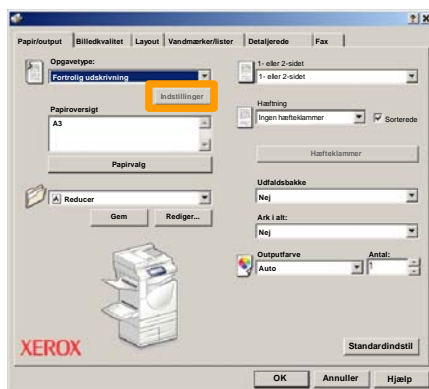 Papir/output Billedkvalitet Layout Vandmærker/lister Detaljerede Fax
Opgavetype:
Fortrolig udskrivning
Indstillinger
Papiroversigt
A3
Papirvalg
Reducer
Gem Rediger...
1- eller 2-sidet
1- eller 2-sidet
Hæftning
Ingen hæfteklammer Sorterede
Hæfteklammer
Udfaldsbakke
Nej
Ark i alt:
Nej
Outputfarve Antal:
Auto 1
XEROX
Standardindstil
OK Annuller Hjælp